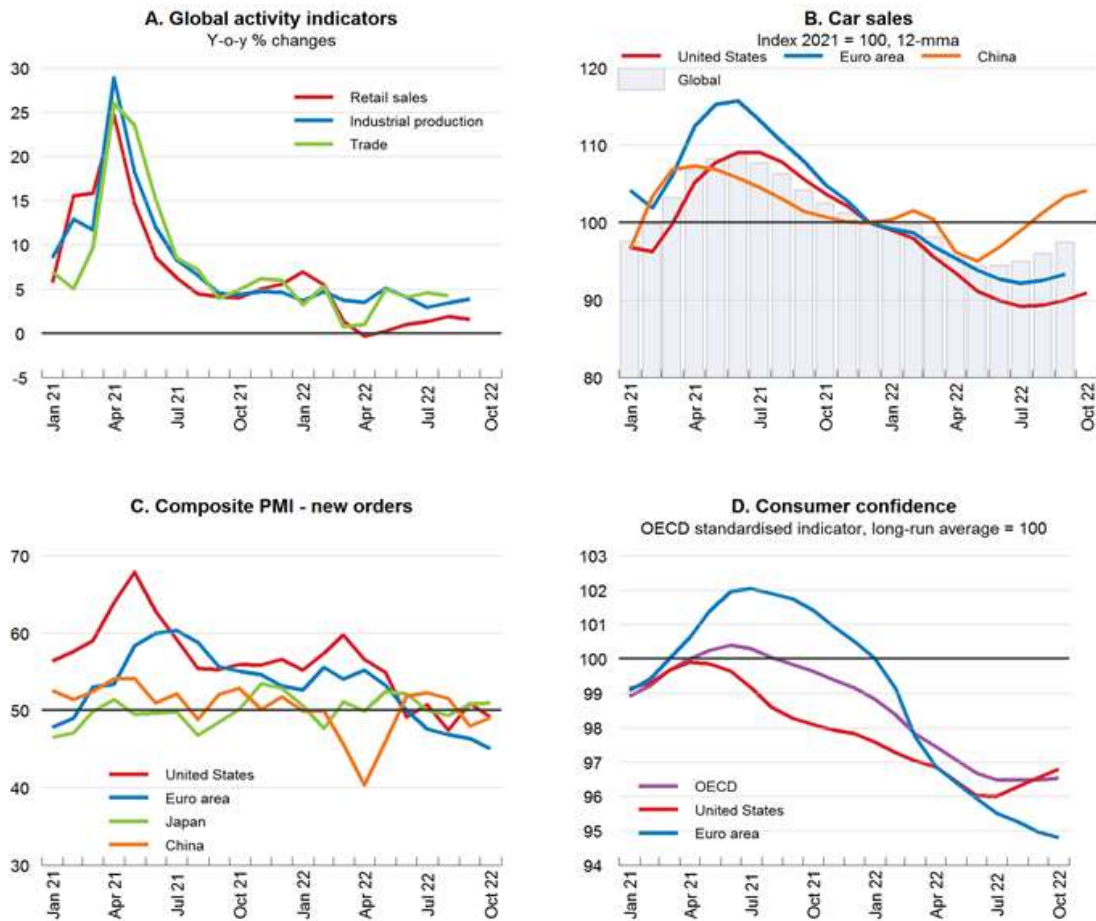 A. Global activity indicators
Y-o-y % changes
30
25
20
15
10
5
0
-5
Retail sales
Industrial production
Trade
Jan 21
Apr 21
Jul 21
Oct 21
Jan 22
Apr 22
Jul 22
Oct 22
B. Car sales
Index 2021 = 100, 12-mma
United States
Euro area
China
Global
120
110
100
90
80
Jan 21
Apr 21
Jul 21
Oct 21
Jan 22
Apr 22
Jul 22
Oct 22
C. Composite PMI - new orders
70
60
50
40
30
United States
Euro area
Japan
China
Jan 21
Apr 21
Jul 21
Oct 21
Jan 22
Apr 22
Jul 22
Oct 22
D. Consumer confidence
OECD standardised indicator, long-run average = 100
103
102
101
100
99
98
97
96
95
94
OECD
United States
Euro area
Jan 21
Apr 21
Jul 21
Oct 21
Jan 22
Apr 22
Jul 22
Oct 22